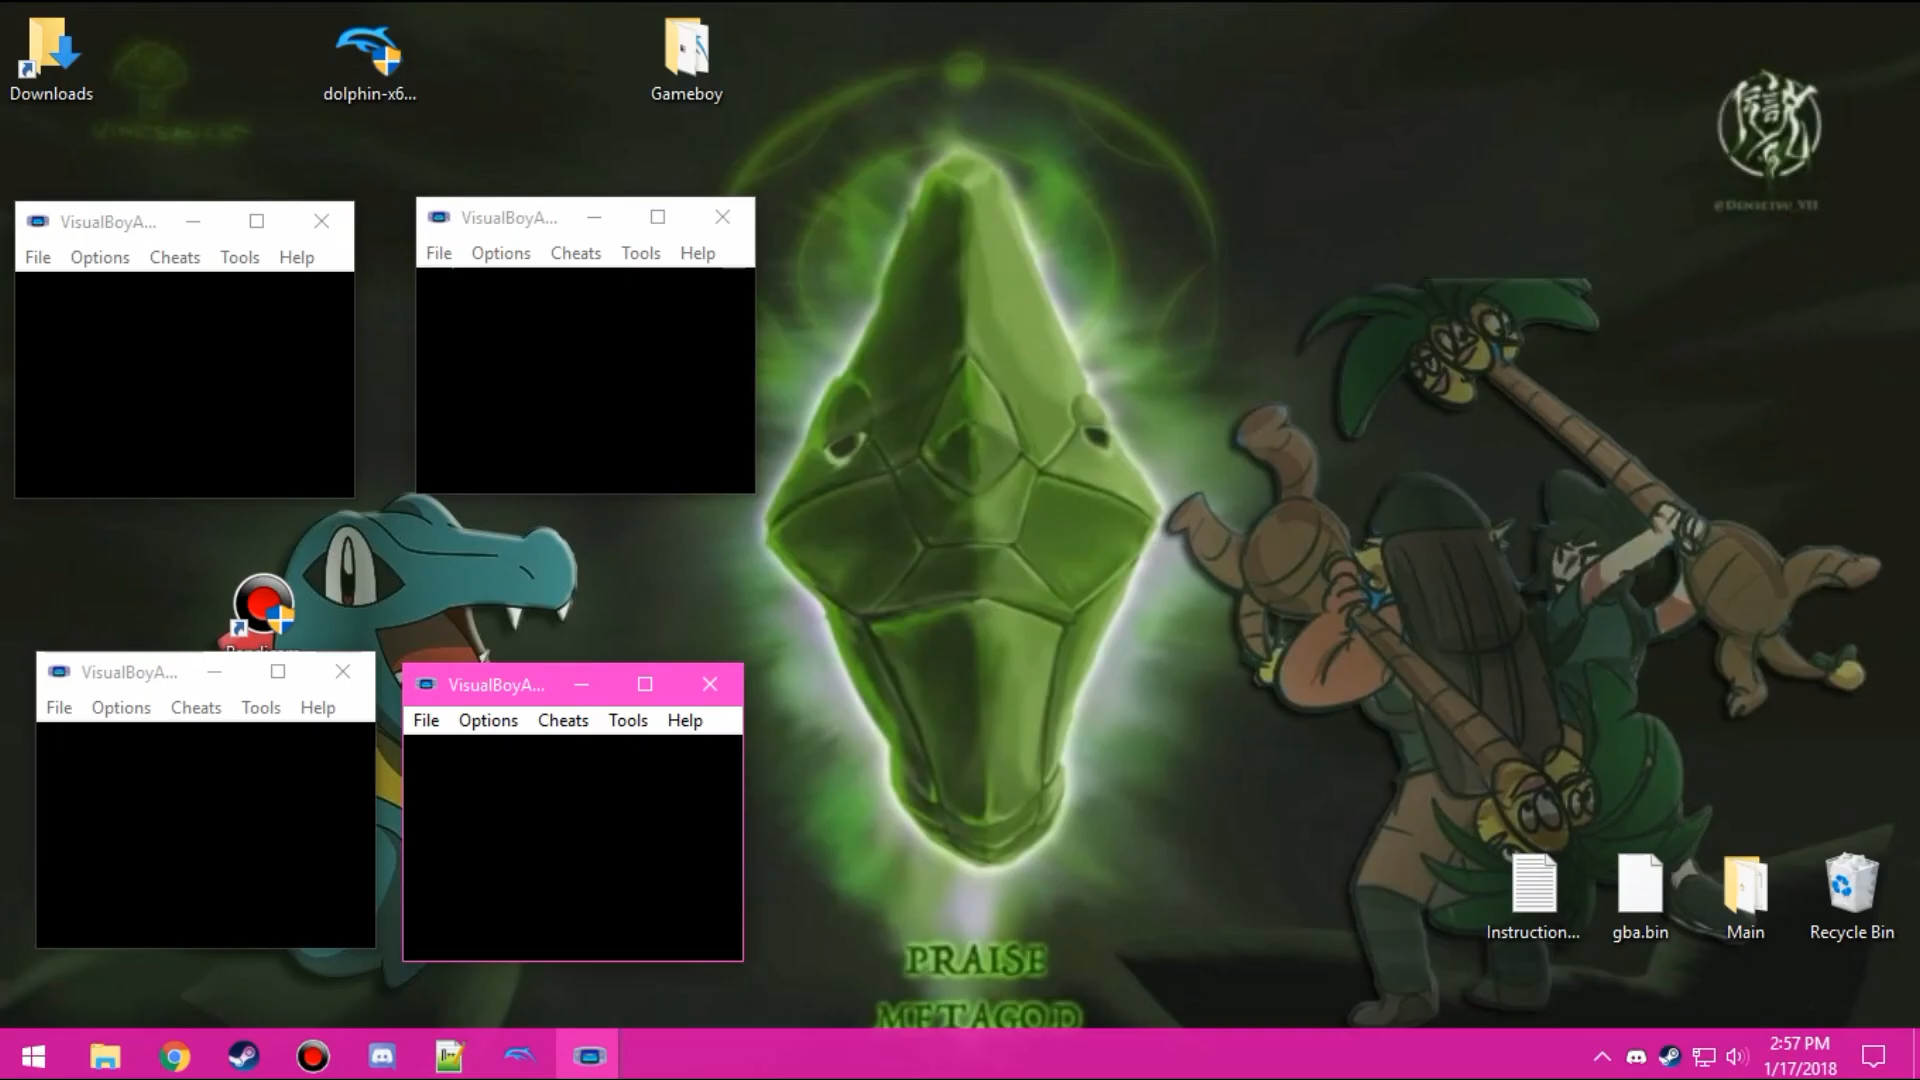 Downloads
dolphin-x6...
Gameboy
VisualBoyA...
File Options Cheats Tools Help
VisualBoyA...
File Options Cheats Tools Help
VisualBoyA...
File Options Cheats Tools Help
VisualBoyA...
File Options Cheats Tools Help
PRAISE
METAGOD
Instruction...
gba.bin
Main
Recycle Bin
2:57 PM
1/17/2018